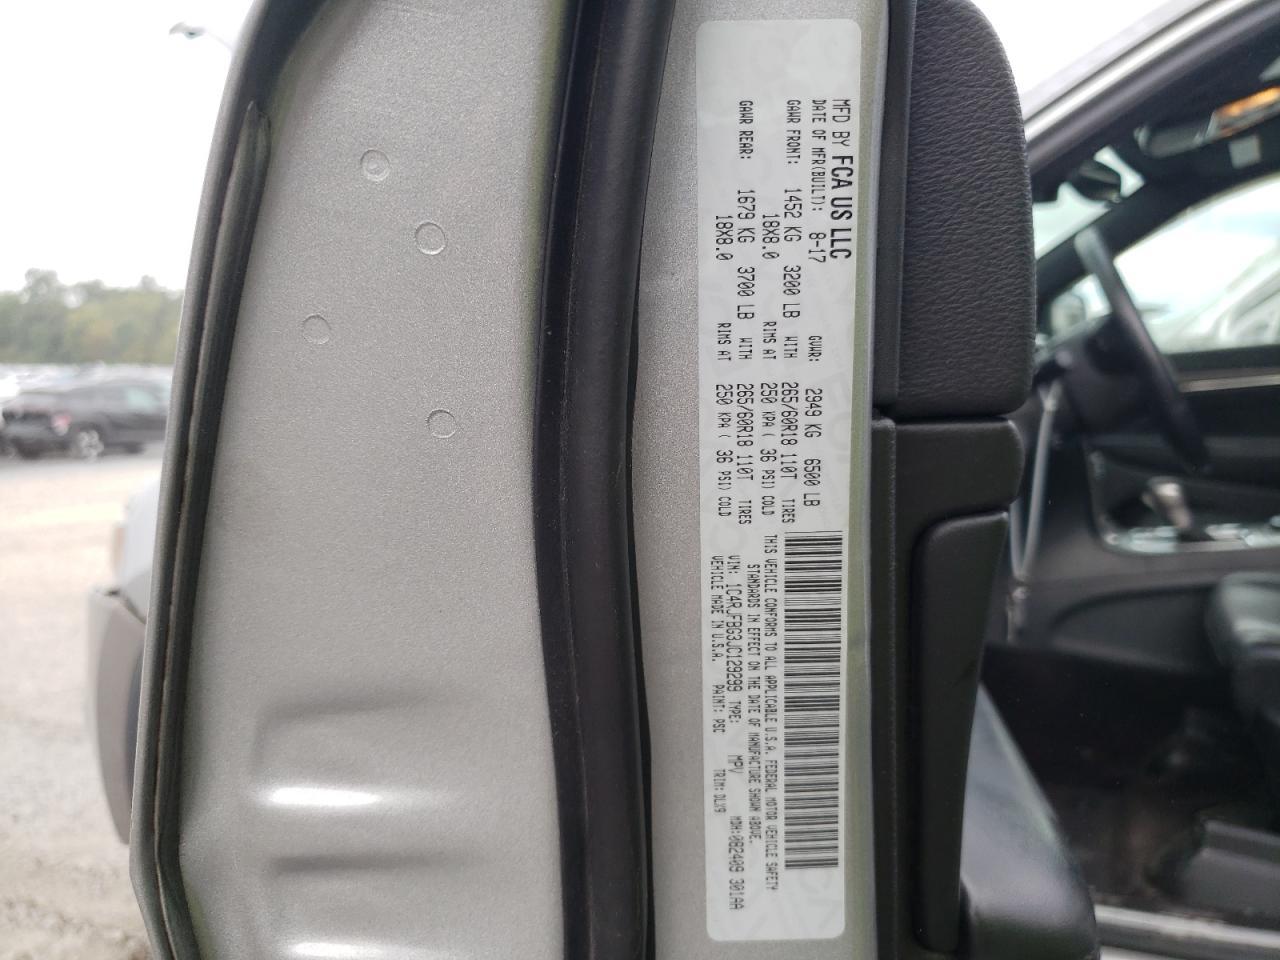 MFD BY FCA US LLC
DATE OF MFR(BUILT): 8-17 GVWR: 2949 KG 6500 LB
GAWR FRONT: 1452 KG 3200 LB WITH 265/60R18 110T TIRES
18X8.0 RIMS AT 250 KPA ( 36 PSI) COLD
GAWR REAR: 1679 KG 3700 LB WITH 265/60R18 110T TIRES
18X8.0 RIMS AT 250 KPA ( 36 PSI) COLD
THIS VEHICLE CONFORMS TO ALL APPLICABLE U.S.A. FEDERAL MOTOR VEHICLE SAFETY
STANDARDS IN EFFECT ON THE DATE OF MANUFACTURE SHOWN ABOVE.
VIN: 1C4RJFBG3JC129299 TYPE: MPV MDH:082409 301AA
VEHICLE MADE IN U.S.A. PAINT: PSC TRIM: DLX9